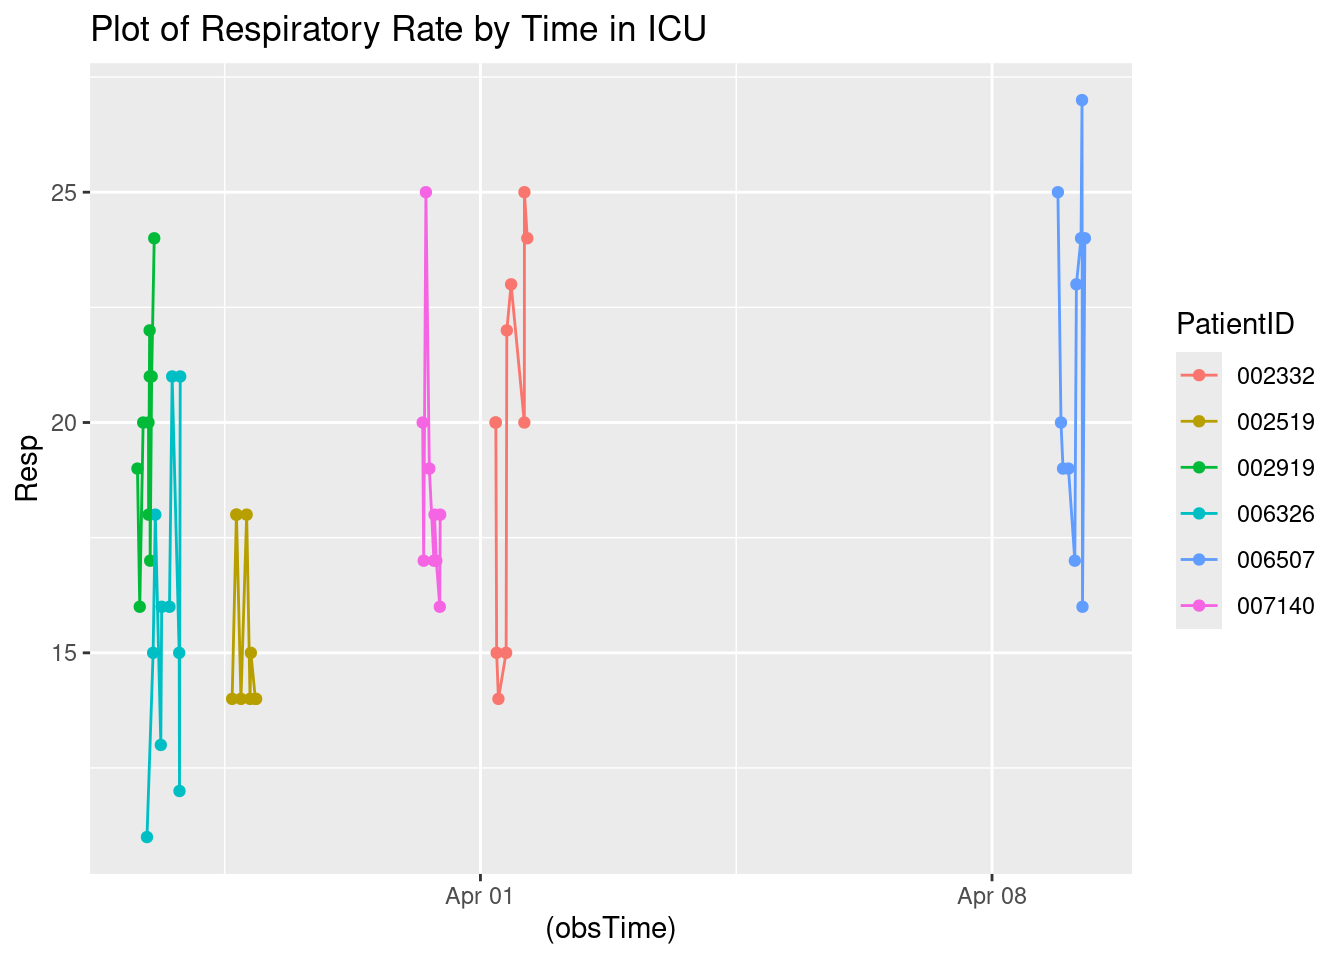 Plot of Respiratory Rate by Time in ICU
25
20
15
Resp
Apr 01
Apr 08
(obsTime)
PatientID
002332
002519
002919
006326
006507
007140